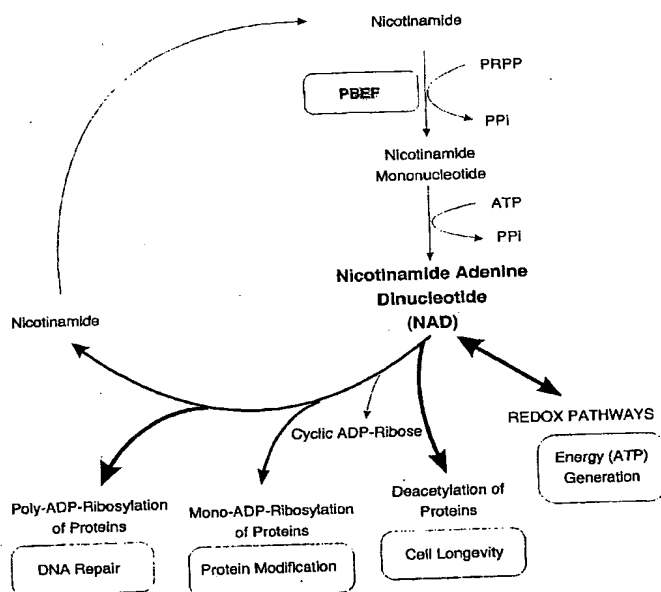 Nicotinamide
PRPP
PBEF
PPi
Nicotinamide
Mononucleotide
ATP
PPi
Nicotinamide Adenine
Dinucleotide
(NAD)
Nicotinamide
REDOX PATHWAYS
Cyclic ADP-Ribose
Energy (ATP)
Generation
Poly-ADP-Ribosylation
of Proteins
Mono-ADP-Ribosylation
of Proteins
Deacetylation of
Proteins
DNA Repair
Protein Modification
Cell Longevity